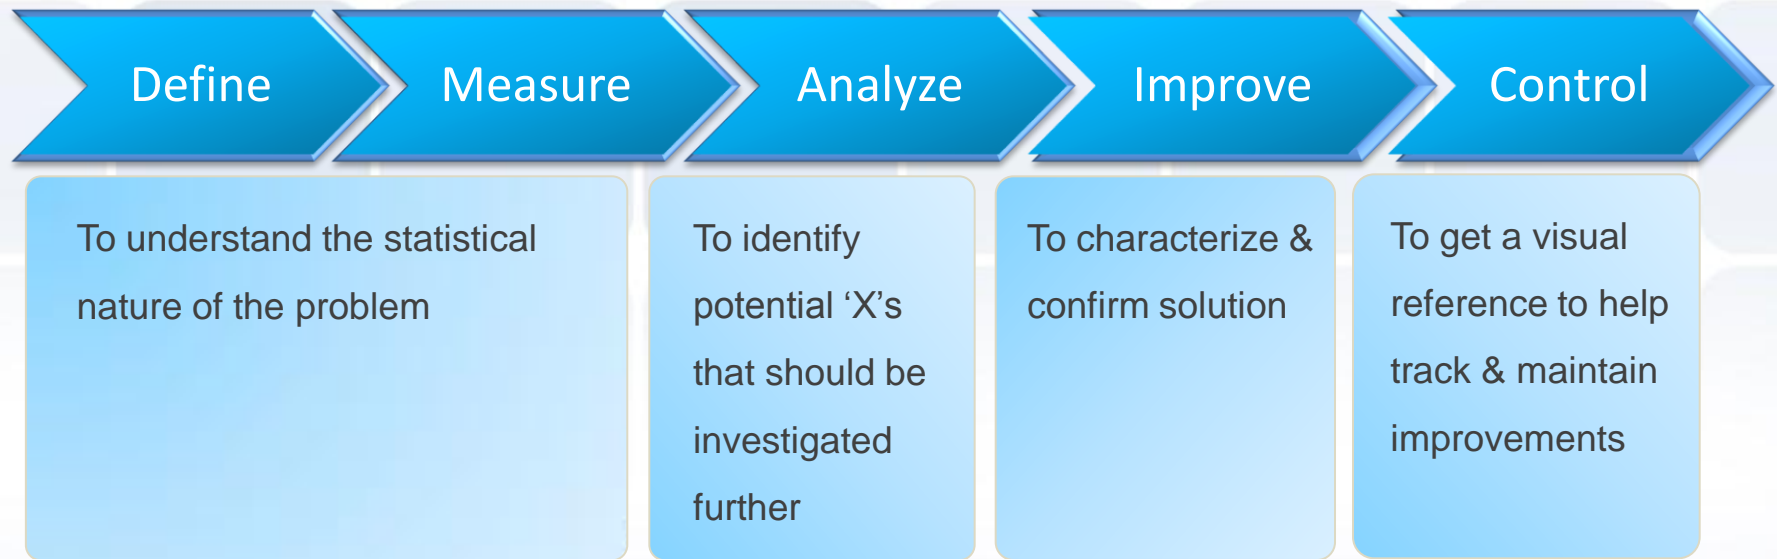 Define
Measure
Analyze
Improve
Control
To understand the statistical
nature of the problem
To identify
potential ‘X’s
that should be
investigated
further
To characterize &
confirm solution
To get a visual
reference to help
track & maintain
improvements